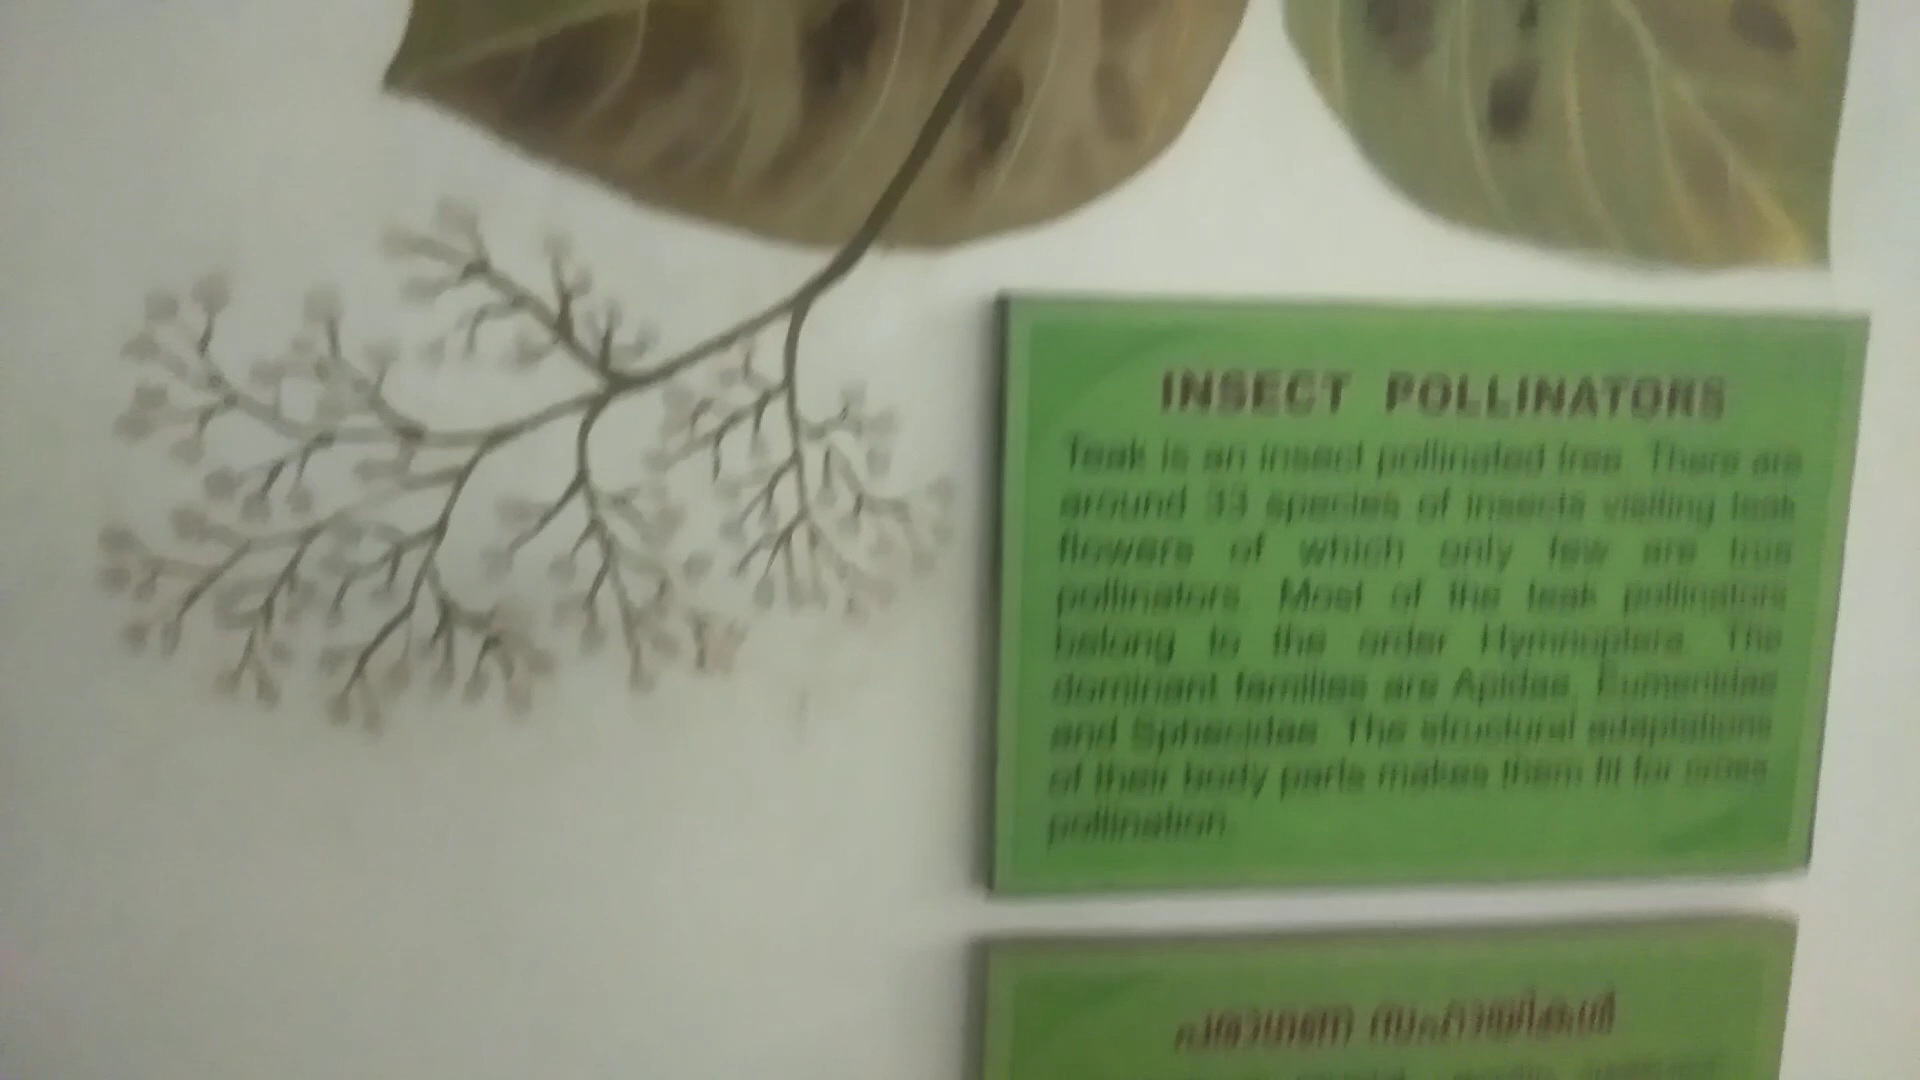 INSECT POLLINATORS
Teak is an insect pollinated tree. There are
around 33 species of insects visiting teak
flowers of which only few are true
pollinators. Most of the teak pollinators
belong to the order Hymnoptera. The
dominant families are Apidae, Eumenidae
and Sphecidae. The structural adaptations
of their body parts makes them fit for cross
pollination.